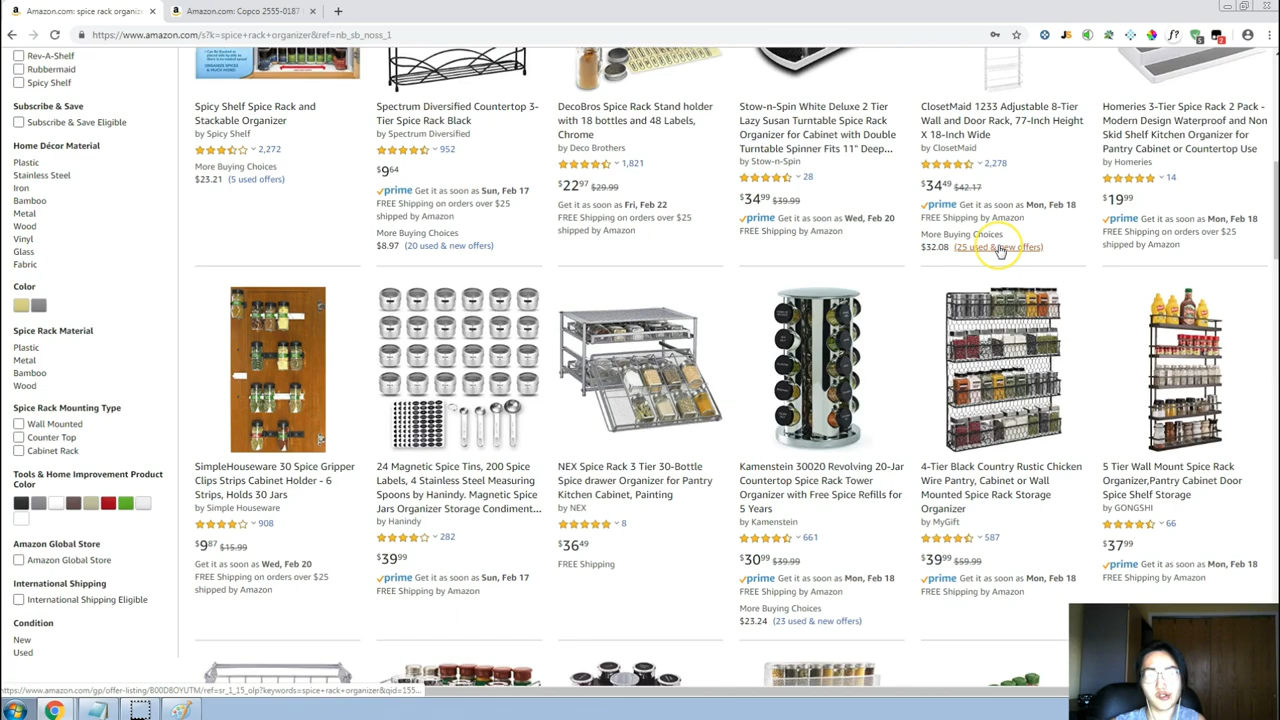 Amazon.com: spice rack organiz
Amazon.com: Copco 2555-0187
https://www.amazon.com/s?k=spice+rack+organizer&ref=nb_sb_noss_1
Rev-A-Shelf
Rubbermaid
Spicy Shelf
Subscribe & Save
Subscribe & Save Eligible
Home Décor Material
Plastic
Stainless Steel
Iron
Bamboo
Metal
Wood
Vinyl
Glass
Fabric
Color
Spice Rack Material
Plastic
Metal
Bamboo
Wood
Spice Rack Mounting Type
Wall Mounted
Counter Top
Cabinet Rack
Tools & Home Improvement Product
Color
Amazon Global Store
Amazon Global Store
International Shipping
International Shipping Eligible
Condition
New
Used
Spicy Shelf Spice Rack and
Stackable Organizer
by Spicy Shelf
2,272
More Buying Choices
$23.21 (5 used offers)
Spectrum Diversified Countertop 3-
Tier Spice Rack Black
by Spectrum Diversified
952
$9.64
prime Get it as soon as Sun, Feb 17
FREE Shipping on orders over $25
shipped by Amazon
More Buying Choices
$8.97 (20 used & new offers)
DecoBros Spice Rack Stand holder
with 18 bottles and 48 Labels,
Chrome
by Deco Brothers
1,821
$22.97 $29.99
Get it as soon as Fri, Feb 22
FREE Shipping on orders over $25
shipped by Amazon
Stow-n-Spin White Deluxe 2 Tier
Lazy Susan Turntable Spice Rack
Organizer for Cabinet with Double
Turntable Spinner Fits 11" Deep...
by Stow-n-Spin
28
$34.99 $39.99
prime Get it as soon as Wed, Feb 20
FREE Shipping by Amazon
ClosetMaid 1233 Adjustable 8-Tier
Wall and Door Rack, 77-Inch Height
X 18-Inch Wide
by ClosetMaid
2,278
$34.49 $42.17
prime Get it as soon as Mon, Feb 18
FREE Shipping by Amazon
More Buying Choices
$32.08 (25 used & new offers)
Homeries 3-Tier Spice Rack 2 Pack -
Modern Design Waterproof and Non
Skid Shelf Kitchen Organizer for
Pantry Cabinet or Countertop Use
by Homeries
14
$19.99
prime Get it as soon as Mon, Feb 18
FREE Shipping on orders over $25
shipped by Amazon
SimpleHouseware 30 Spice Gripper
Clips Strips Cabinet Holder - 6
Strips, Holds 30 Jars
by Simple Houseware
908
$9.87 $15.99
Get it as soon as Wed, Feb 20
FREE Shipping on orders over $25
shipped by Amazon
24 Magnetic Spice Tins, 200 Spice
Labels, 4 Stainless Steel Measuring
Spoons by Hanindy. Magnetic Spice
Jars Organizer Storage Condiment...
by Hanindy
282
$39.99
prime Get it as soon as Sun, Feb 17
FREE Shipping by Amazon
NEX Spice Rack 3 Tier 30-Bottle
Spice drawer Organizer for Pantry
Kitchen Cabinet, Painting
by NEX
8
$36.49
FREE Shipping
Kamenstein 30020 Revolving 20-Jar
Countertop Spice Rack Tower
Organizer with Free Spice Refills for
5 Years
by Kamenstein
661
$30.99 $39.99
prime Get it as soon as Mon, Feb 18
FREE Shipping by Amazon
More Buying Choices
$23.24 (23 used & new offers)
4-Tier Black Country Rustic Chicken
Wire Pantry, Cabinet or Wall
Mounted Spice Rack Storage
Organizer
by MyGift
587
$39.99 $59.99
prime Get it as soon as Mon, Feb 18
FREE Shipping by Amazon
5 Tier Wall Mount Spice Rack
Organizer,Pantry Cabinet Door
Spice Shelf Storage
by GONGSHI
66
$37.99
prime Get it as soon as Mon, Feb 18
FREE Shipping by Amazon
https://www.amazon.com/gp/offer-listing/B00D8OYUTM/ref=sr_1_15_olp?keywords=spice+rack+organizer&qid=155...